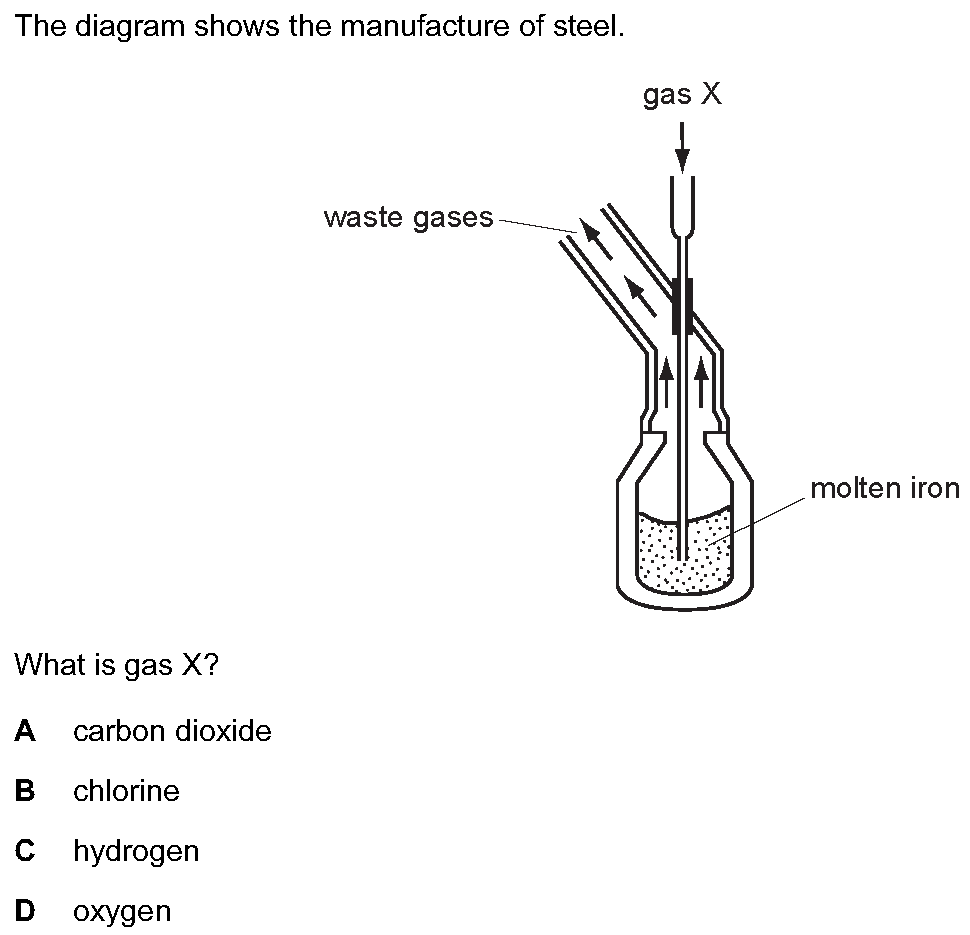 The diagram shows the manufacture of steel.
gas X
waste gases
molten iron
What is gas X?
A carbon dioxide
B chlorine
C hydrogen
D oxygen